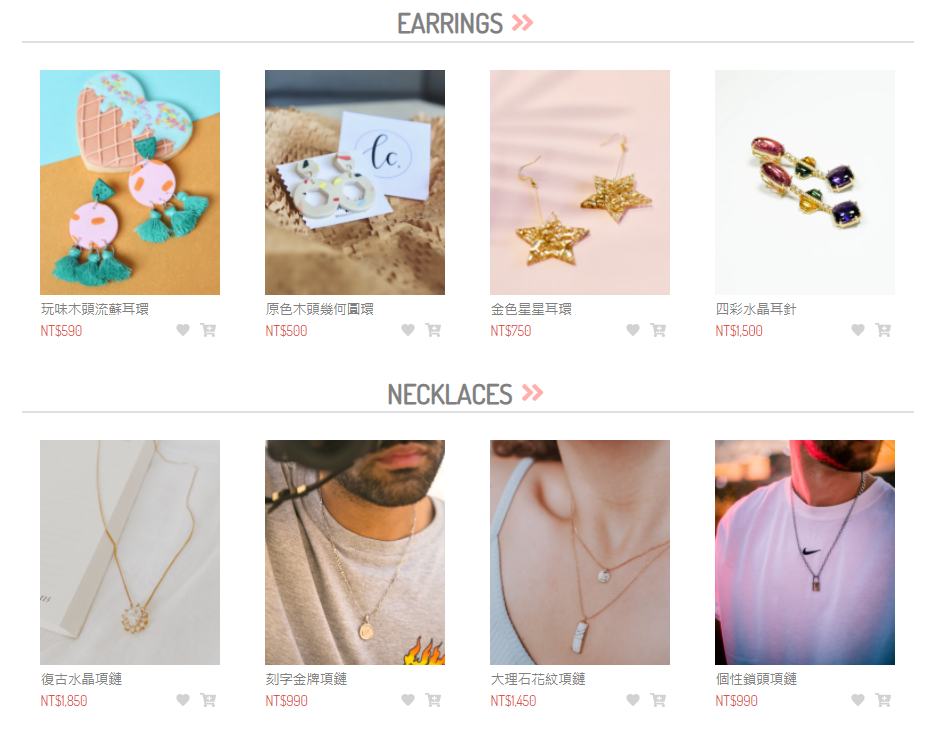 EARRINGS
lc.
玩味木頭流蘇耳環
原色木頭幾何圓環
金色星星耳環
四彩水晶耳針
NT$590
NT$500
NT$750
NT$1,500
NECKLACES
復古水晶項鏈
刻字金牌項鏈
大理石花紋項鏈
個性鎖頭項鏈
NT$1,850
NT$990
NT$1,450
NT$990